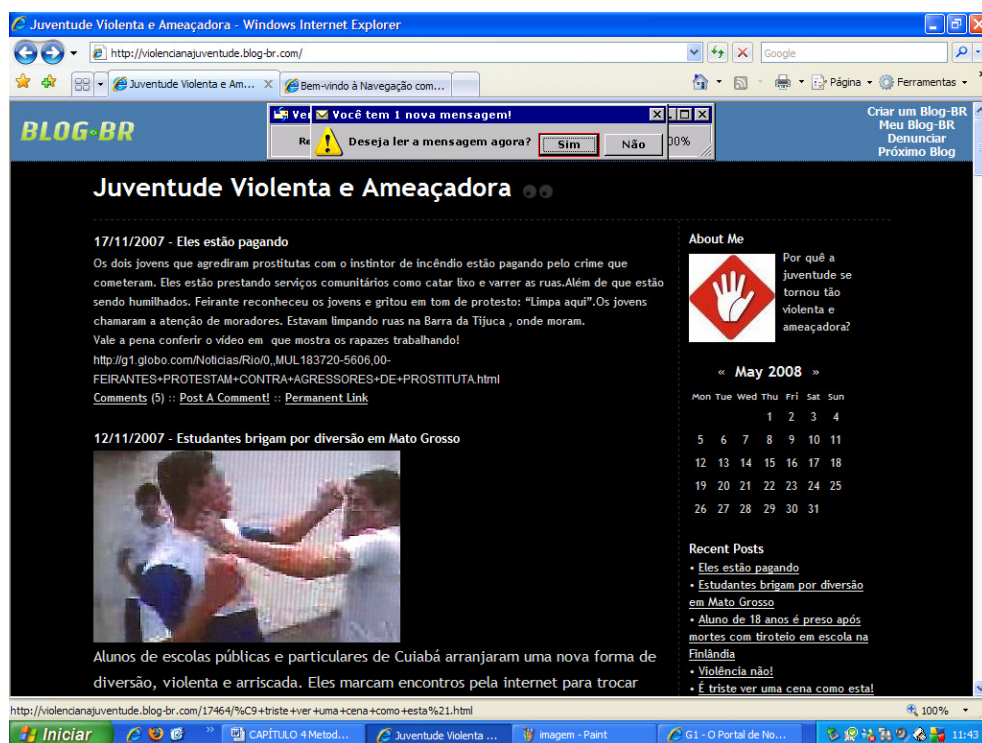 Juventude Violenta e Ameaçadora - Windows Internet Explorer
http://violencianajuventude.blog-br.com/
Google
Juventude Violenta e Am... X
Bem-vindo à Navegação com...
Página
Ferramentas
BLOG-BR
Você tem 1 nova mensagem!
Deseja ler a mensagem agora?
Sim
Não
Criar um Blog-BR
Meu Blog-BR
Denunciar
Próximo Blog
Juventude Violenta e Ameaçadora
17/11/2007 - Eles estão pagando
Os dois jovens que agrediram prostitutas com o instintor de incêndio estão pagando pelo crime que
cometeram. Eles estão prestando serviços comunitários como catar lixo e varrer as ruas.Além de que estão
sendo humilhados. Feirante reconheceu os jovens e gritou em tom de protesto: “Limpa aqui”.Os jovens
chamaram a atenção de moradores. Estavam limpando ruas na Barra da Tijuca , onde moram.
Vale a pena conferir o vídeo em que mostra os rapazes trabalhando!
http://g1.globo.com/Noticias/Rio/0,,MUL183720-5606,00-
FEIRANTES+PROTESTAM+CONTRA+AGRESSORES+DE+PROSTITUTA.html
Comments (5) :: Post A Comment! :: Permanent Link
12/11/2007 - Estudantes brigam por diversão em Mato Grosso
Alunos de escolas públicas e particulares de Cuiabá arranjaram uma nova forma de
diversão, violenta e arriscada. Eles marcam encontros pela internet para trocar
About Me
Por quê a
juventude se
tornou tão
violenta e
ameaçadora?
« May 2008 »
Mon Tue Wed Thu Fri Sat Sun
1 2 3 4
5 6 7 8 9 10 11
12 13 14 15 16 17 18
19 20 21 22 23 24 25
26 27 28 29 30 31
Recent Posts
• Eles estão pagando
• Estudantes brigam por diversão
em Mato Grosso
• Aluno de 18 anos é preso após
mortes com tiroteio em escola na
Finlândia
• Violência não!
• É triste ver uma cena como esta!
http://violencianajuventude.blog-br.com/17464/%C9+triste+ver+uma+cena+como+esta%21.html
100%
Iniciar
CAPÍTULO 4 Metod...
Juventude Violenta ...
imagem - Paint
G1 - O Portal de No...
11:43